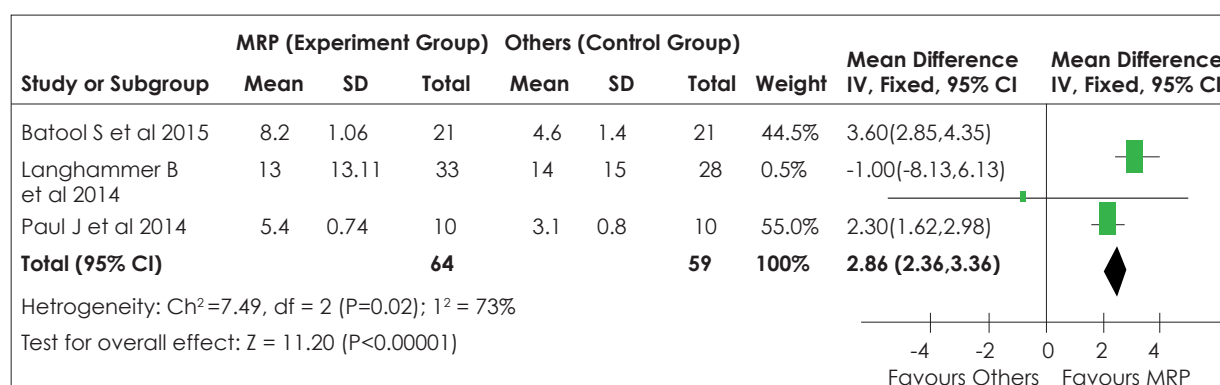 MRP (Experiment Group) Others (Control Group)
Mean Difference Mean Difference
Study or Subgroup Mean SD Total Mean SD Total Weight IV, Fixed, 95% CI IV, Fixed, 95% CI
Batool S et al 2015 8.2 1.06 21 4.6 1.4 21 44.5% 3.60(2.85,4.35)
Langhammer B 13 13.11 33 14 15 28 0.5% -1.00(-8.13,6.13)
et al 2014
Paul J et al 2014 5.4 0.74 10 3.1 0.8 10 55.0% 2.30(1.62,2.98)
Total (95% CI) 64 59 100% 2.86 (2.36,3.36)
Hetrogeneity: Ch²=7.49, df = 2 (P=0.02); 1² = 73%
Test for overall effect: Z = 11.20 (P<0.00001)
-4 -2 0 2 4
Favours Others Favours MRP